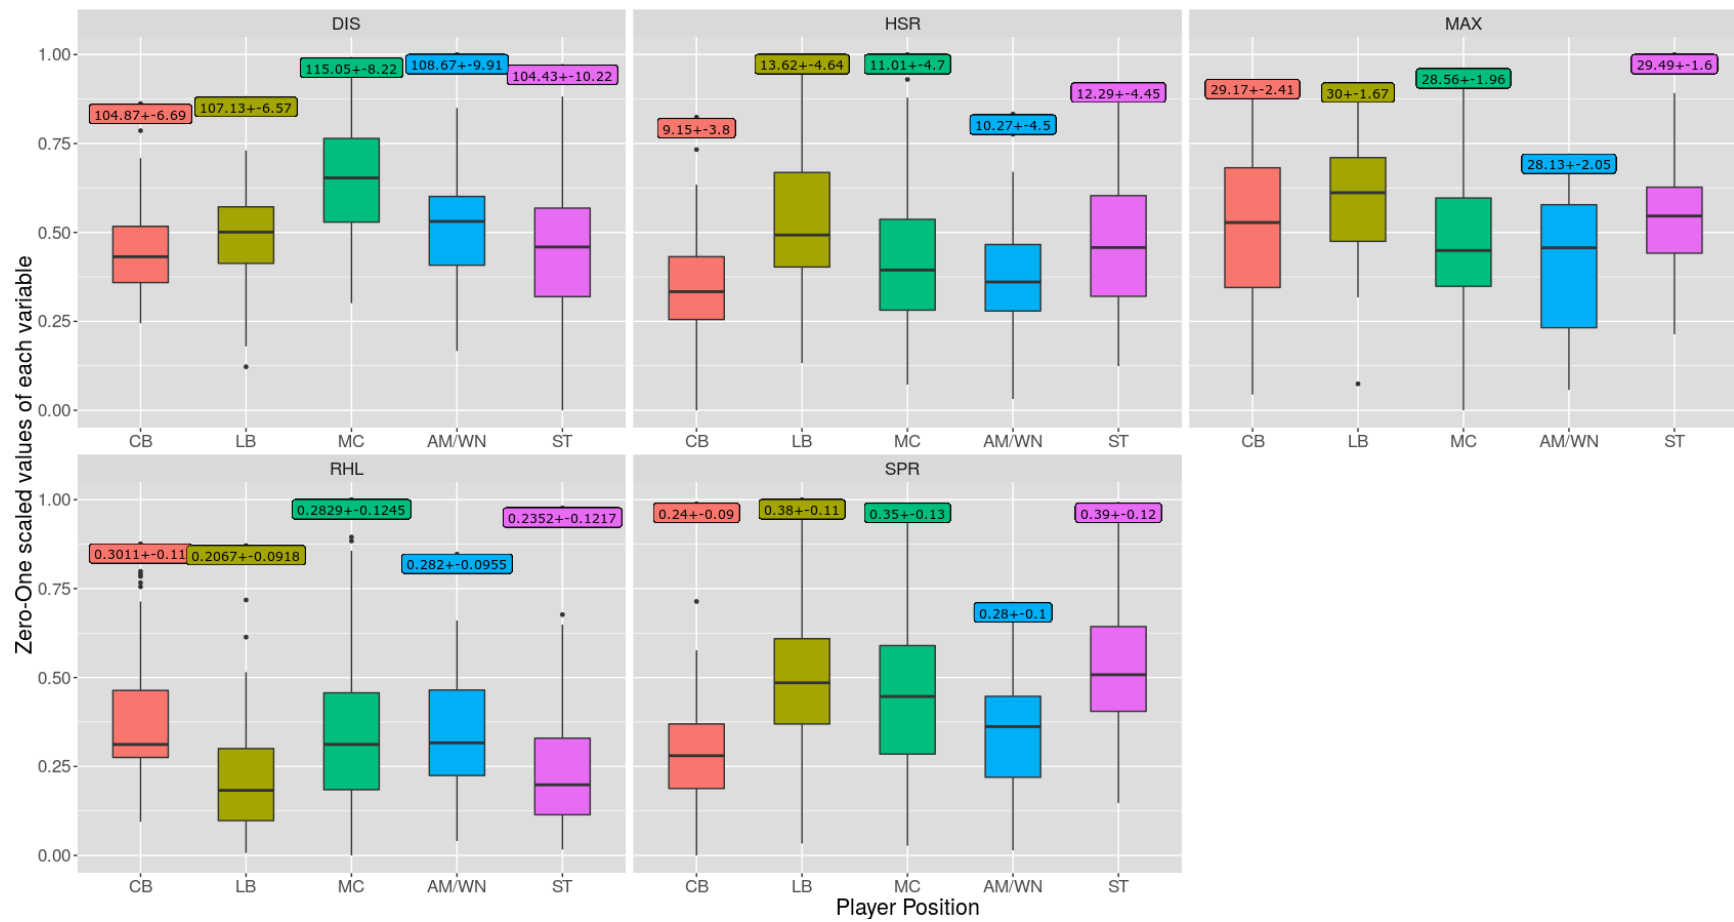 DIS
HSR
MAX
Zero-One scaled values of each variable
1.00
0.75
0.50
0.25
0.00
104.87+-6.69
107.13+-6.57
115.05+-8.22
108.67+-9.91
104.43+-10.22
9.15+-3.8
13.62+-4.64
11.01+-4.7
10.27+-4.5
12.29+-4.45
29.17+-2.41
30+-1.67
28.56+-1.96
28.13+-2.05
29.49+-1.6
CB LB MC AM/WN ST
CB LB MC AM/WN ST
CB LB MC AM/WN ST
RHL
SPR
1.00
0.75
0.50
0.25
0.00
0.3011+-0.11
0.2067+-0.0918
0.2829+-0.1245
0.282+-0.0955
0.2352+-0.1217
0.24+-0.09
0.38+-0.11
0.35+-0.13
0.28+-0.1
0.39+-0.12
CB LB MC AM/WN ST
CB LB MC AM/WN ST
Player Position